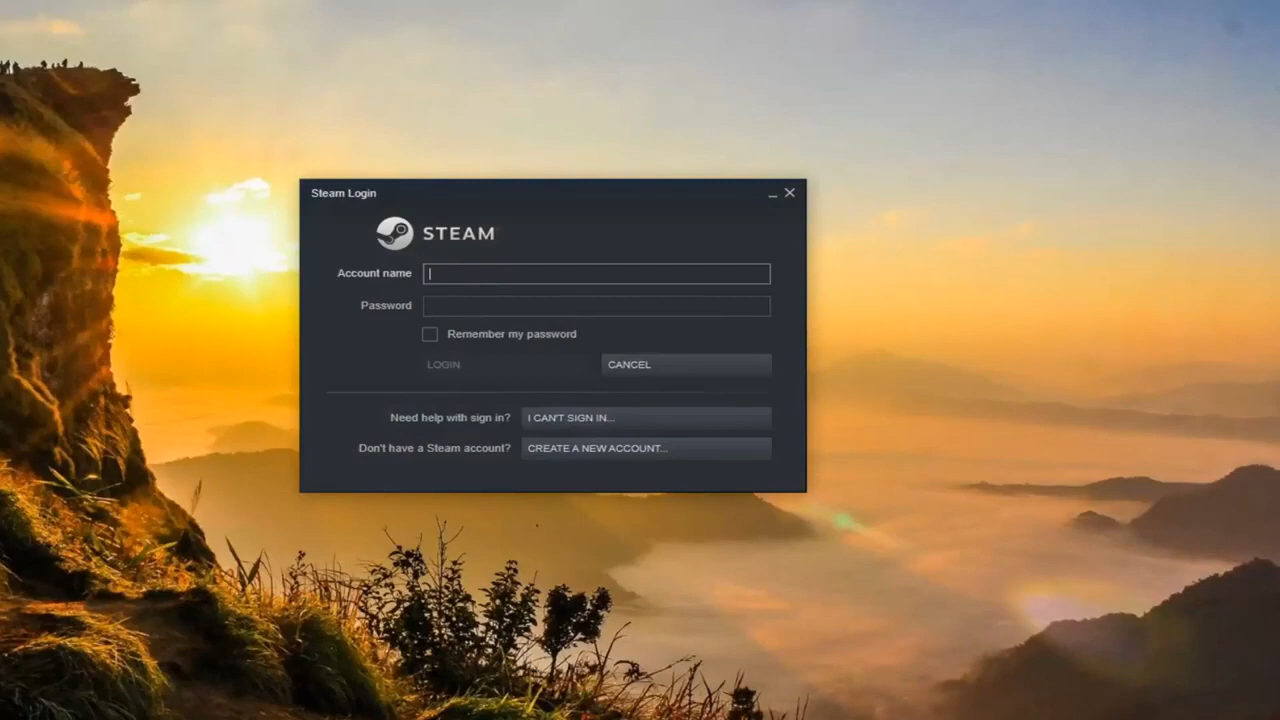 Steam Login
STEAM
Account name
Password
Remember my password
LOGIN
CANCEL
Need help with sign in?
I CAN'T SIGN IN...
Don't have a Steam account?
CREATE A NEW ACCOUNT...